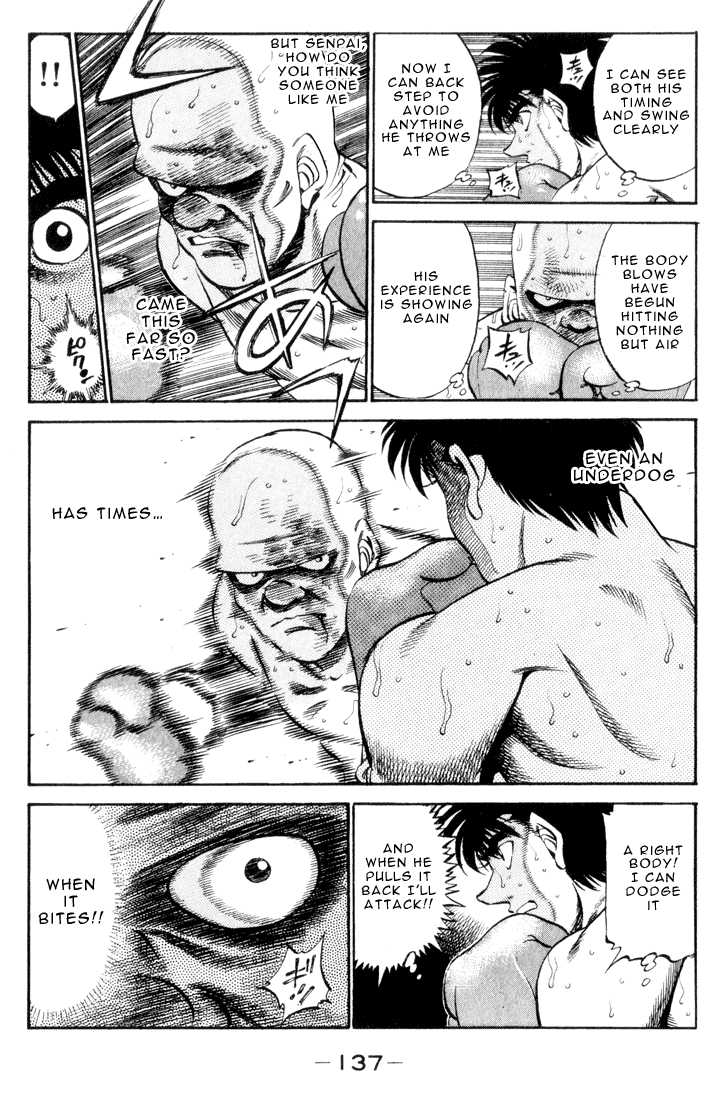 I CAN SEE
BOTH HIS
TIMING
AND SWING
CLEARLY
NOW I
CAN BACK
STEP TO
AVOID
ANYTHING
HE THROWS
AT ME
THE BODY
BLOWS
HAVE
BEGUN
HITTING
NOTHING
BUT AIR
HIS
EXPERIENCE
IS SHOWING
AGAIN
BUT SENPAI,
HOW DO
YOU THINK
SOMEONE
LIKE ME
CAME
THIS
FAR SO
FAST?
!!
ピクッ
EVEN AN
UNDERDOG
HAS TIMES...
A RIGHT
BODY!
I CAN
DODGE
IT
AND
WHEN HE
PULLS IT
BACK I'LL
ATTACK!!
WHEN
IT
BITES!!
-137-